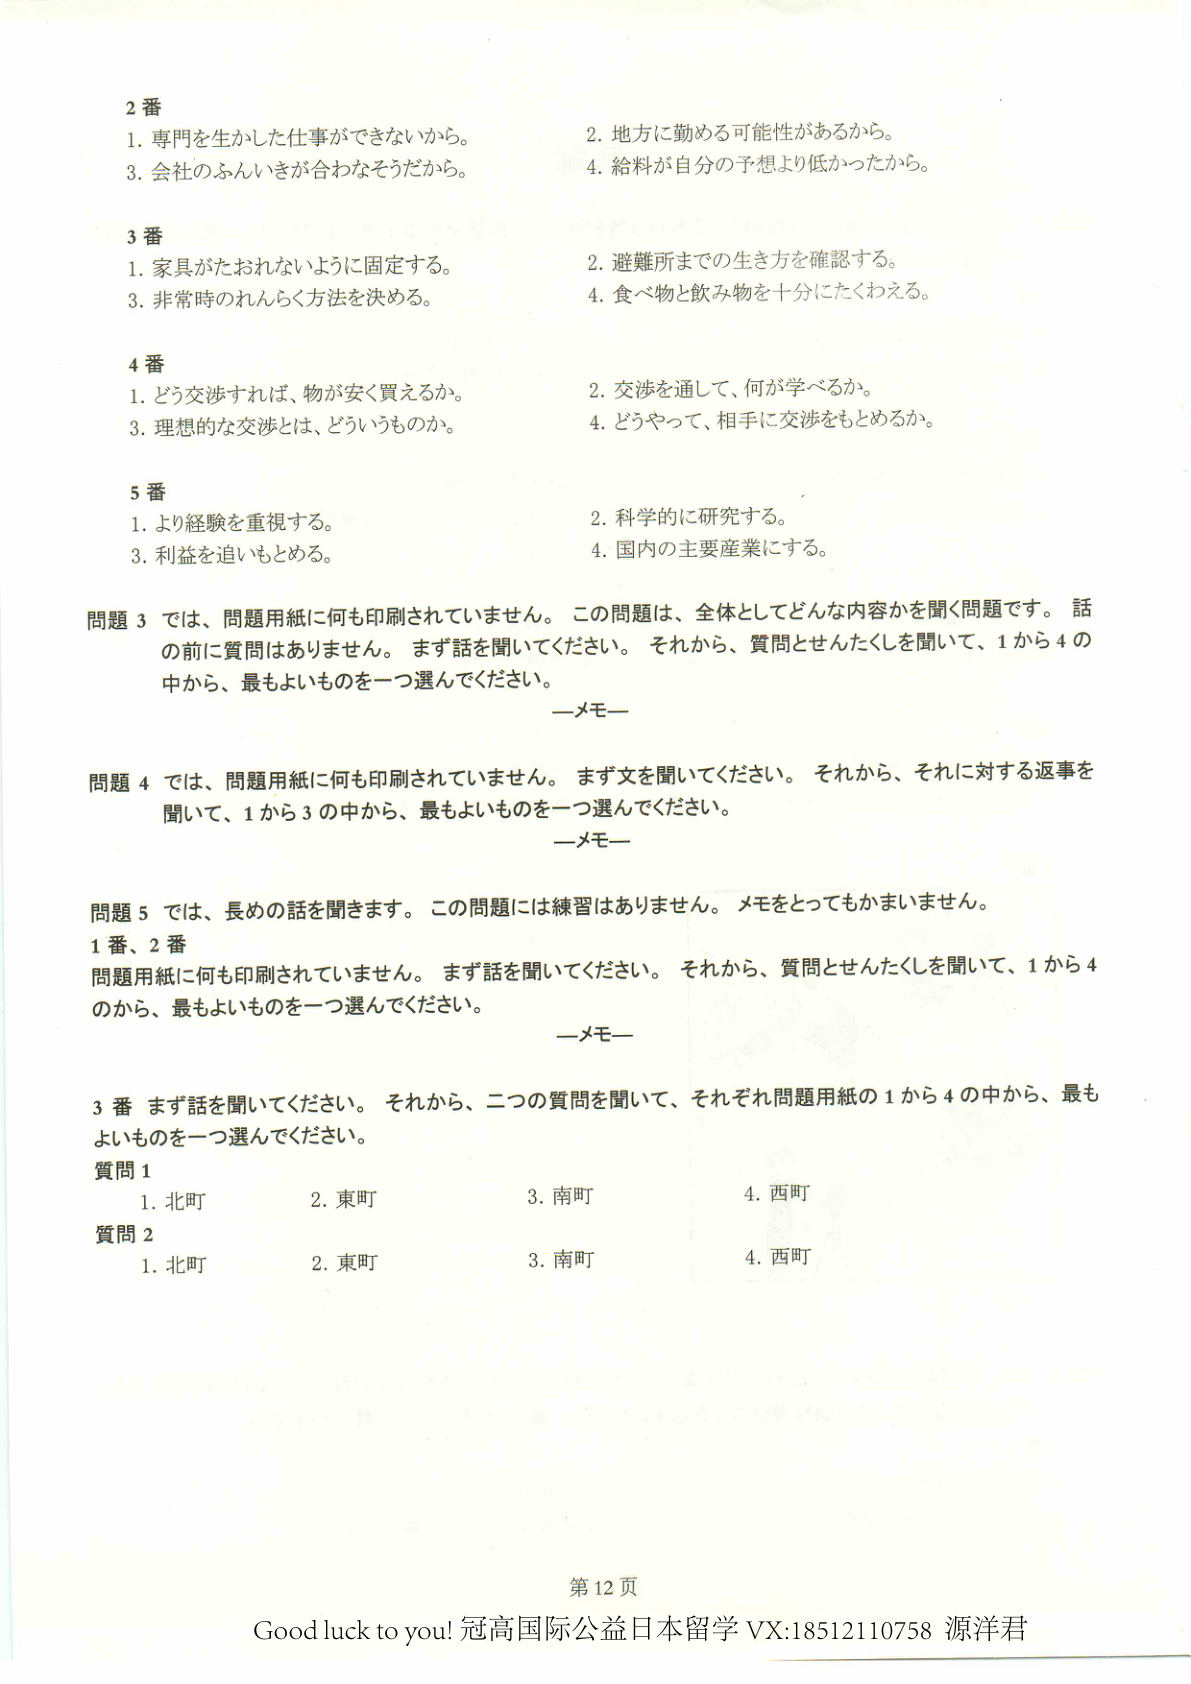 2 番
1. 専門を生かした仕事ができないから。 2. 地方に勤める可能性があるから。
3. 会社のふんいきが合わなそうだから。 4. 給料が自分の予想より低かったから。
3 番
1. 家具がたおれないように固定する。 2. 避難所までの生き方を確認する。
3. 非常時のれんらく方法を決める。 4. 食べ物と飲み物を十分にたくわえる。
4 番
1. どう交渉すれば、物が安く買えるか。 2. 交渉を通して、何が学べるか。
3. 理想的な交渉とは、どういうものか。 4. どうやって、相手に交渉をもとめるか。
5 番
1. より経験を重視する。 2. 科学的に研究する。
3. 利益を追いもとめる。 4. 国内の主要産業にする。
問題 3 では、問題用紙に何も印刷されていません。 この問題は、全体としてどんな内容かを聞く問題です。 話
の前に質問はありません。 まず話を聞いてください。 それから、質問とせんたくしを聞いて、1 から 4 の
中から、最もよいものを一つ選んでください。
―メモ―
問題 4 では、問題用紙に何も印刷されていません。 まず文を聞いてください。 それから、それに対する返事を
聞いて、1 から 3 の中から、最もよいものを一つ選んでください。
―メモ―
問題 5 では、長めの話を聞きます。 この問題には練習はありません。 メモをとってもかまいません。
1 番、2 番
問題用紙に何も印刷されていません。 まず話を聞いてください。 それから、質問とせんたくしを聞いて、1 から 4
のから、最もよいものを一つ選んでください。
―メモ―
3 番 まず話を聞いてください。 それから、二つの質問を聞いて、それぞれ問題用紙の 1 から 4 の中から、最も
よいものを一つ選んでください。
質問 1
1. 北町 2. 東町 3. 南町 4. 西町
質問 2
1. 北町 2. 東町 3. 南町 4. 西町
第 12 页
Good luck to you! 冠高国际公益日本留学 VX:18512110758 源洋君